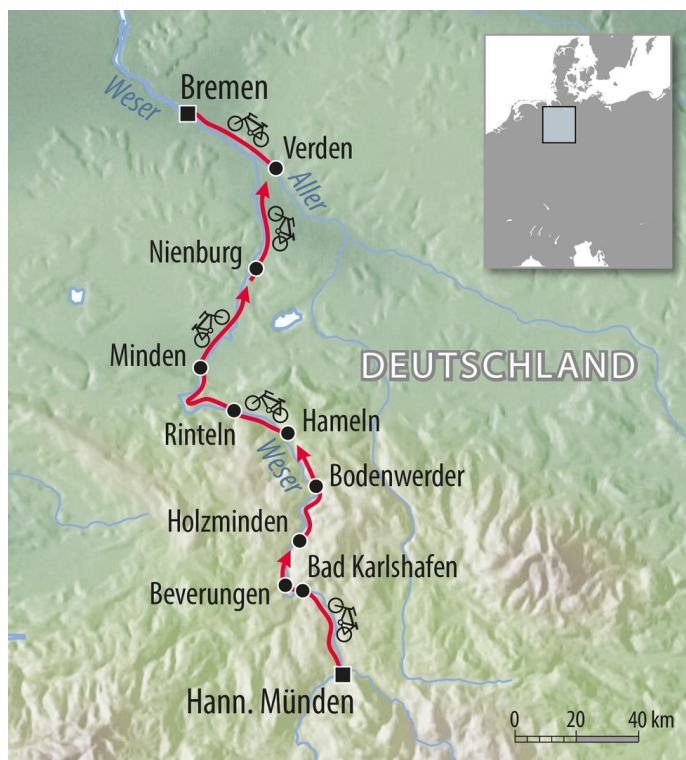 Weser
Bremen
Verden
Aller
Nienburg
Minden
DEUTSCHLAND
Rinteln
Hameln
Weser
Bodenwerder
Holzminden
Bad Karlshafen
Beverungen
Hann. Münden
0 20 40 km